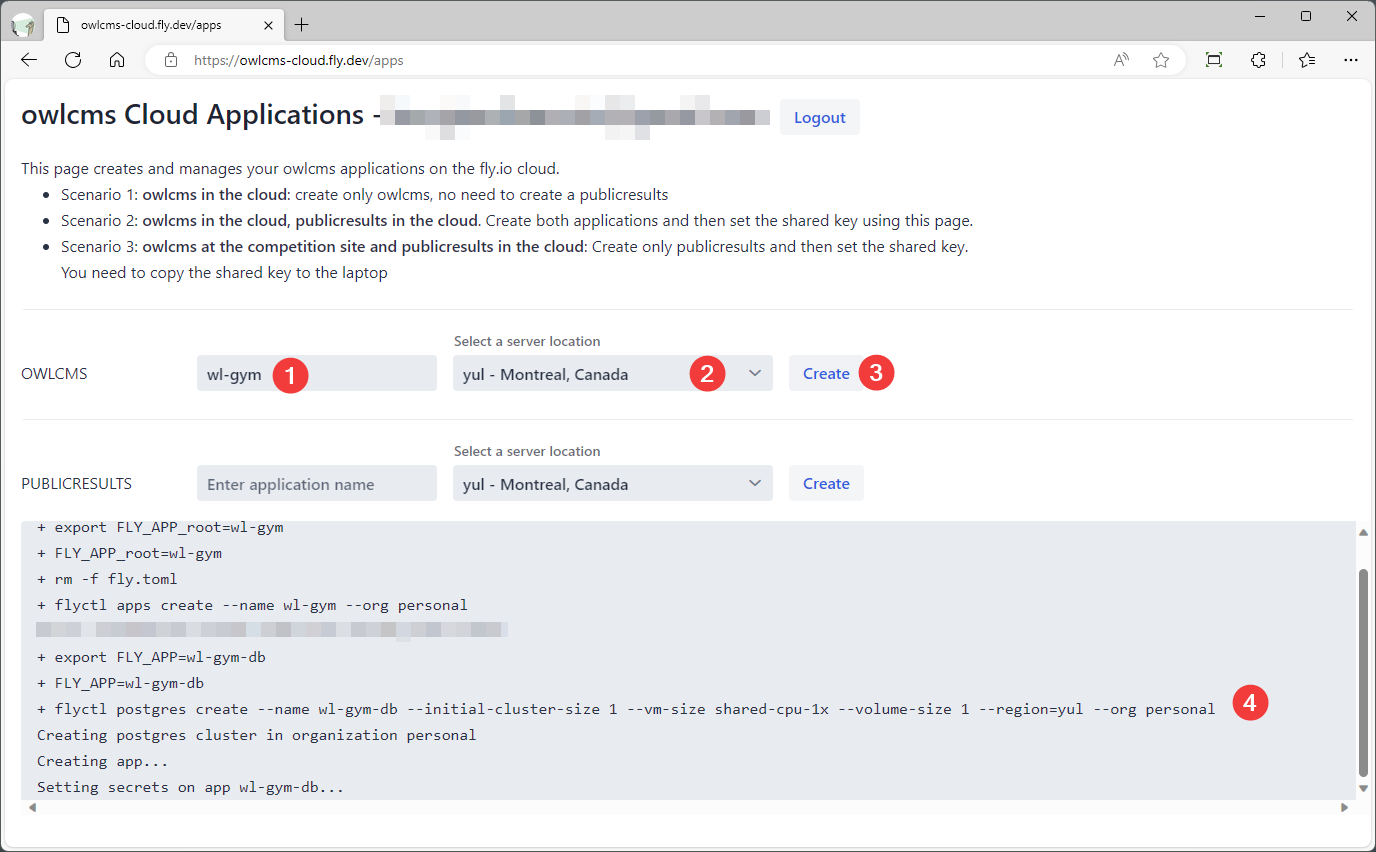 owlcms-cloud.fly.dev/apps
https://owlcms-cloud.fly.dev/apps
owlcms Cloud Applications -
Logout
This page creates and manages your owlcms applications on the fly.io cloud.
• Scenario 1: owlcms in the cloud: create only owlcms, no need to create a publicresults
• Scenario 2: owlcms in the cloud, publicresults in the cloud. Create both applications and then set the shared key using this page.
• Scenario 3: owlcms at the competition site and publicresults in the cloud: Create only publicresults and then set the shared key.
You need to copy the shared key to the laptop
Select a server location
OWLCMS wl-gym 1 yul - Montreal, Canada 2 Create 3
Select a server location
PUBLICRESULTS Enter application name yul - Montreal, Canada Create
+ export FLY_APP_root=wl-gym
+ FLY_APP_root=wl-gym
+ rm -f fly.toml
+ flyctl apps create --name wl-gym --org personal
+ export FLY_APP=wl-gym-db
+ FLY_APP=wl-gym-db
+ flyctl postgres create --name wl-gym-db --initial-cluster-size 1 --vm-size shared-cpu-1x --volume-size 1 --region=yul --org personal 4
Creating postgres cluster in organization personal
Creating app...
Setting secrets on app wl-gym-db...